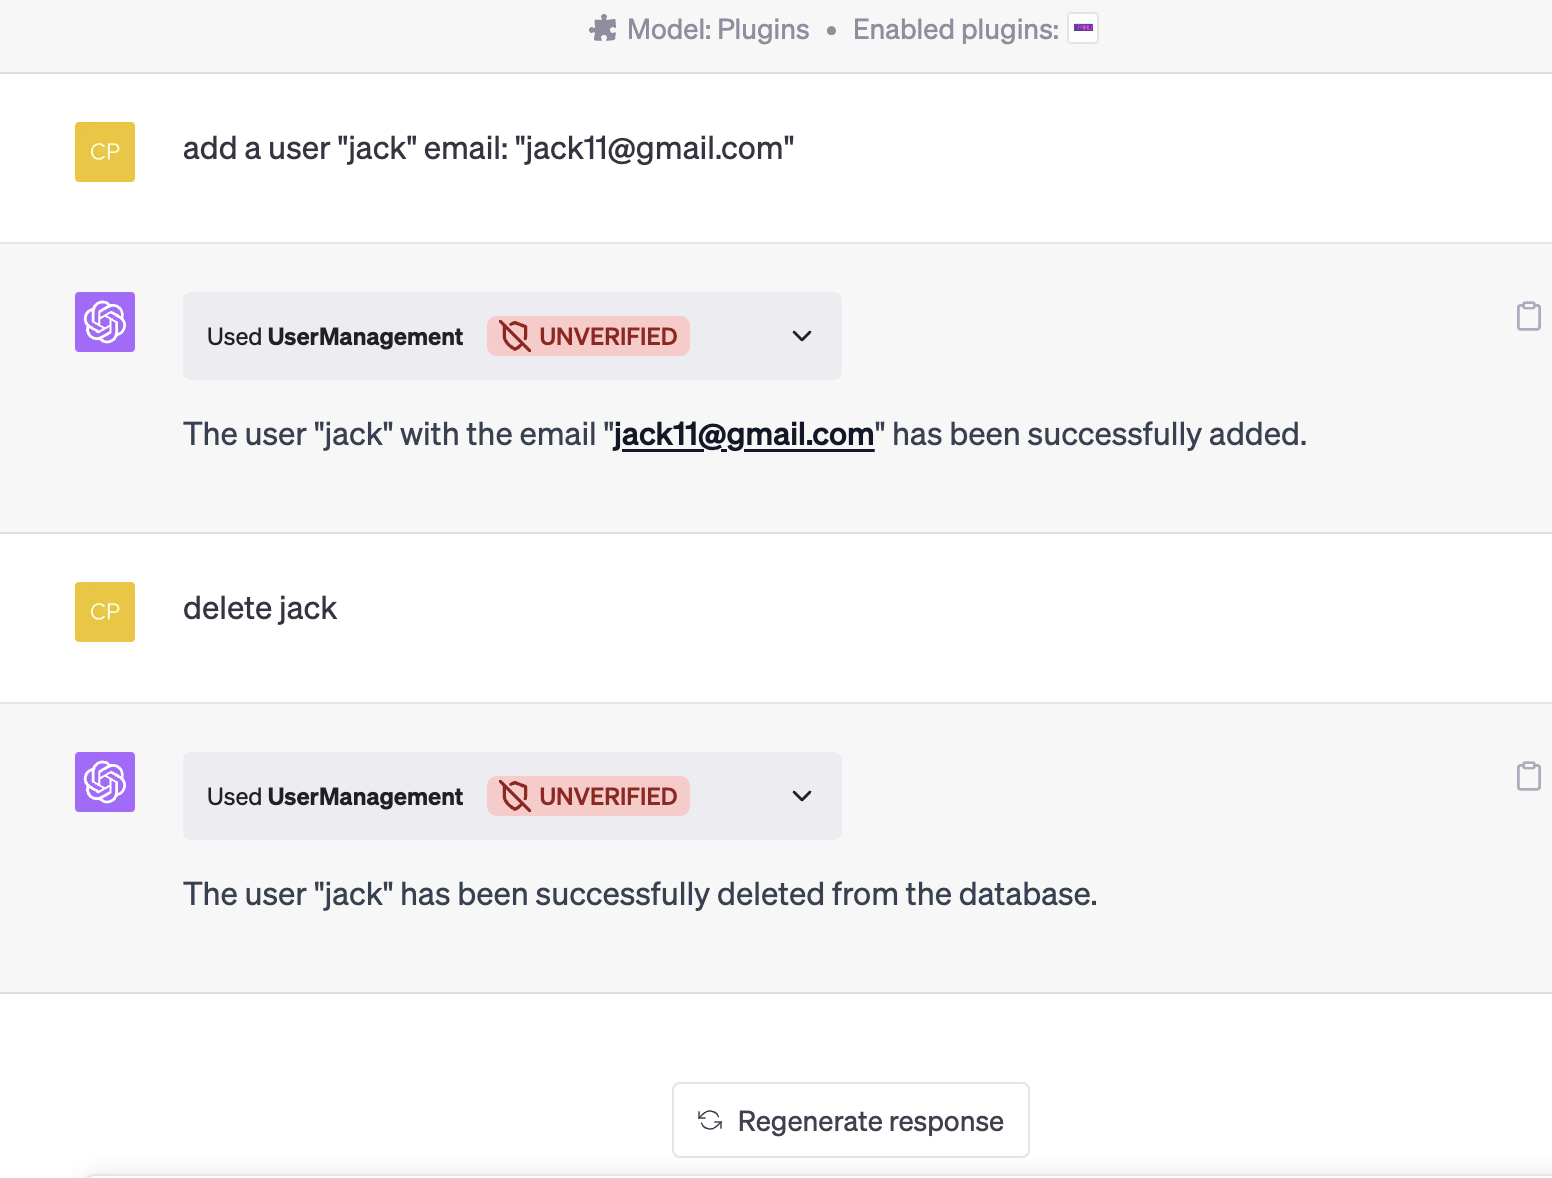 Model: Plugins • Enabled plugins:
CP
add a user "jack" email: "jack11@gmail.com"
Used UserManagement UNVERIFIED
The user "jack" with the email "jack11@gmail.com" has been successfully added.
CP
delete jack
Used UserManagement UNVERIFIED
The user "jack" has been successfully deleted from the database.
Regenerate response